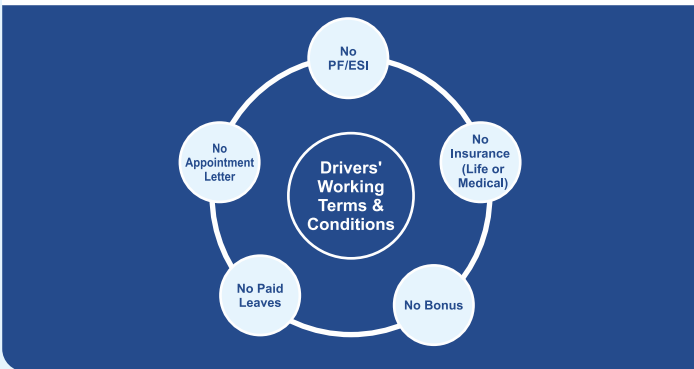 No
PF/ESI
No
Insurance
(Life or
Medical)
No Bonus
No Paid
Leaves
No
Appointment
Letter
Drivers'
Working
Terms &
Conditions